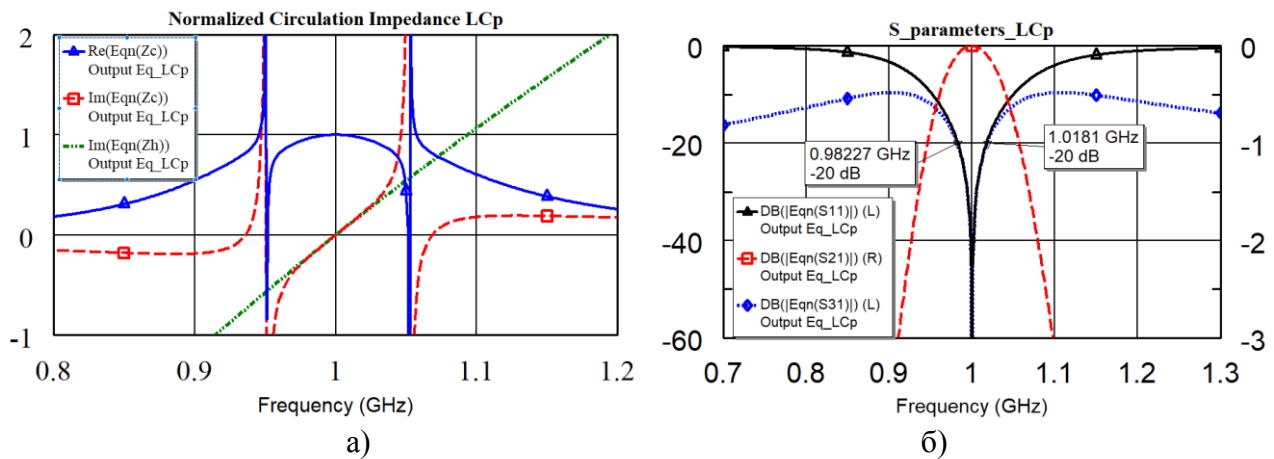 Normalized Circulation Impedance LCp
2
1
0
-1
Re(Eqn(Zc))
Output Eq_LCp
Im(Eqn(Zc))
Output Eq_LCp
Im(Eqn(Zh))
Output Eq_LCp
0.8 0.9 1 1.1 1.2
Frequency (GHz)
а)
S_parameters_LCp
0
-20
-40
-60
0.98227 GHz
-20 dB
1.0181 GHz
-20 dB
DB(|Eqn(S11)|) (L)
Output Eq_LCp
DB(|Eqn(S21)|) (R)
Output Eq_LCp
DB(|Eqn(S31)|) (L)
Output Eq_LCp
0
-1
-2
-3
0.7 0.8 0.9 1 1.1 1.2 1.3
Frequency (GHz)
б)